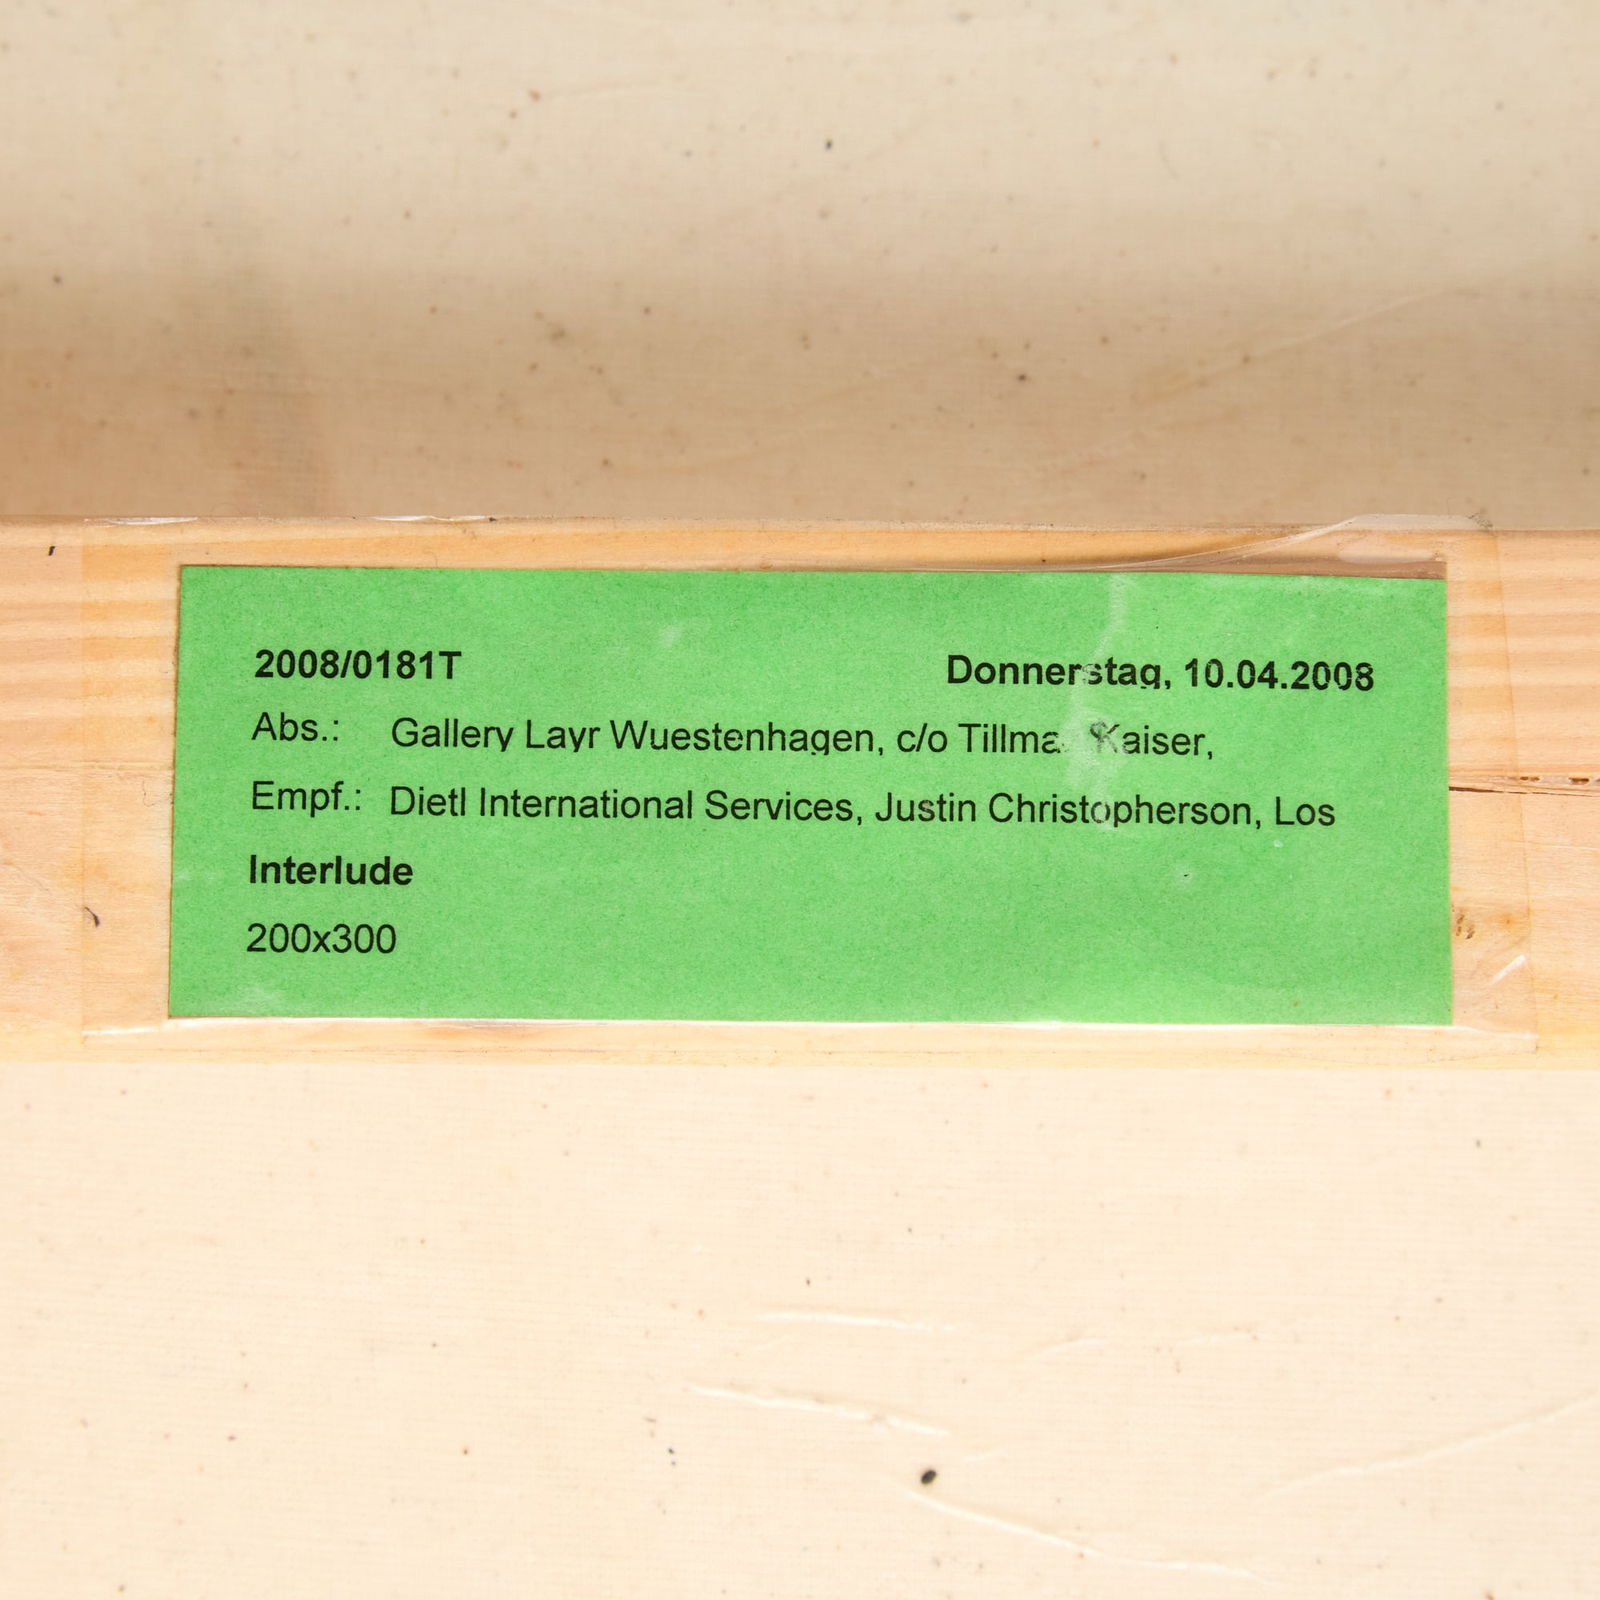 2008/0181T Donnerstag, 10.04.2008
Abs.: Gallery Layr Wuestenhagen, c/o Kaiser,
Empf.: Dietl International Services, Justin Christopherson, Los
Interlude
200x300